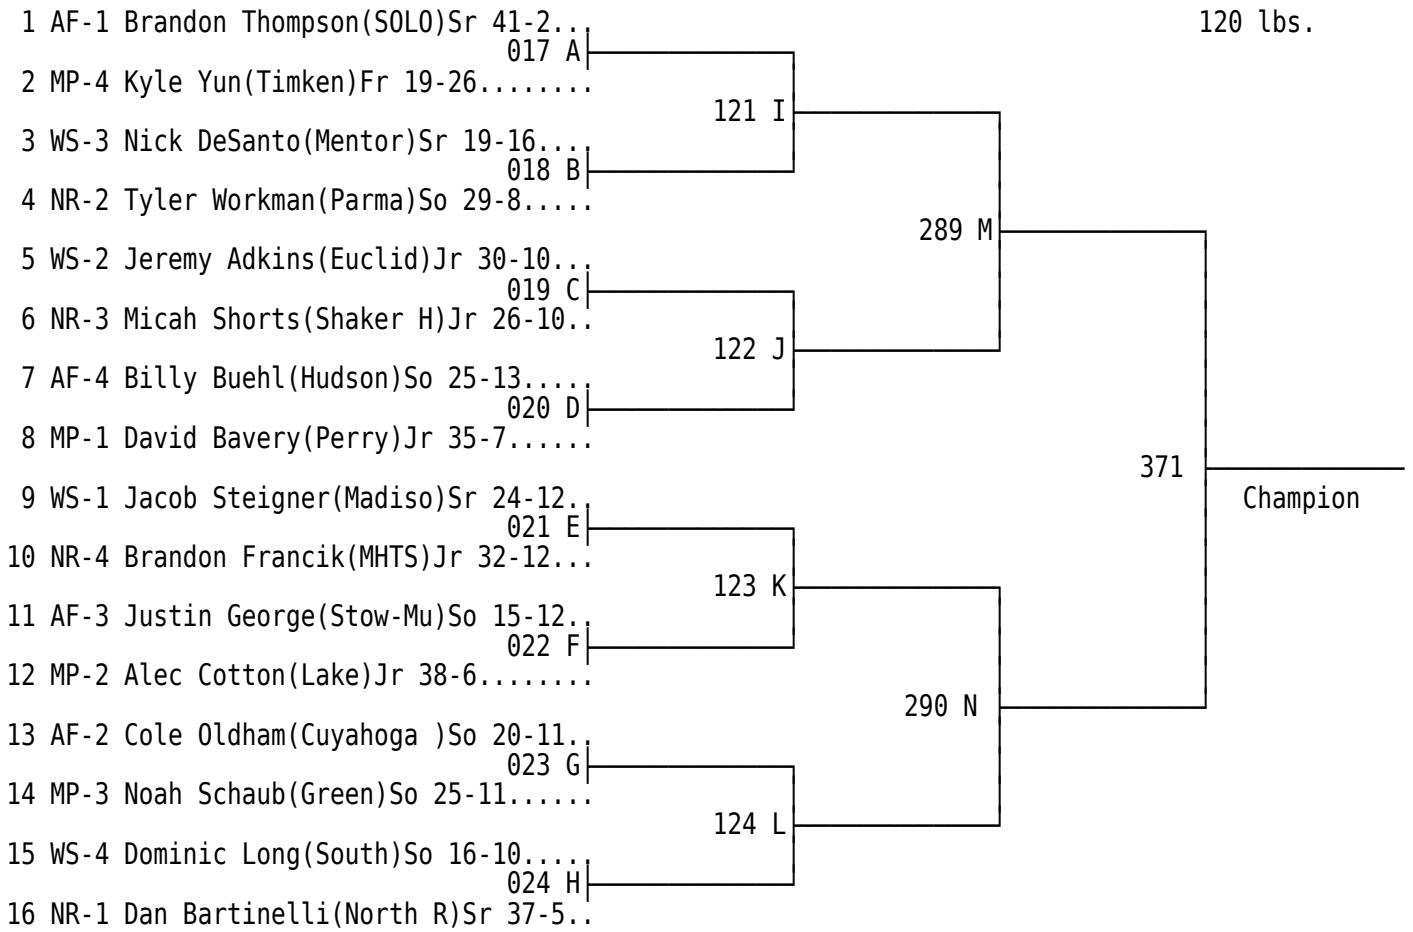 1 AF-1 Brandon Thompson(SOLO)Sr 41-2... 120 lbs.
017 A
2 MP-4 Kyle Yun(Timken)Fr 19-26........
121 I
3 WS-3 Nick DeSanto(Mentor)Sr 19-16....
018 B
4 NR-2 Tyler Workman(Parma)So 29-8.....
289 M
5 WS-2 Jeremy Adkins(Euclid)Jr 30-10...
019 C
6 NR-3 Micah Shorts(Shaker H)Jr 26-10..
122 J
7 AF-4 Billy Buehl(Hudson)So 25-13.....
020 D
8 MP-1 David Bavery(Perry)Jr 35-7......
371
9 WS-1 Jacob Steigner(Madiso)Sr 24-12..
Champion
021 E
10 NR-4 Brandon Francik(MHTS)Jr 32-12...
123 K
11 AF-3 Justin George(Stow-Mu)So 15-12..
022 F
12 MP-2 Alec Cotton(Lake)Jr 38-6........
290 N
13 AF-2 Cole Oldham(Cuyahoga )So 20-11..
023 G
14 MP-3 Noah Schaub(Green)So 25-11......
124 L
15 WS-4 Dominic Long(South)So 16-10.....
024 H
16 NR-1 Dan Bartinelli(North R)Sr 37-5..